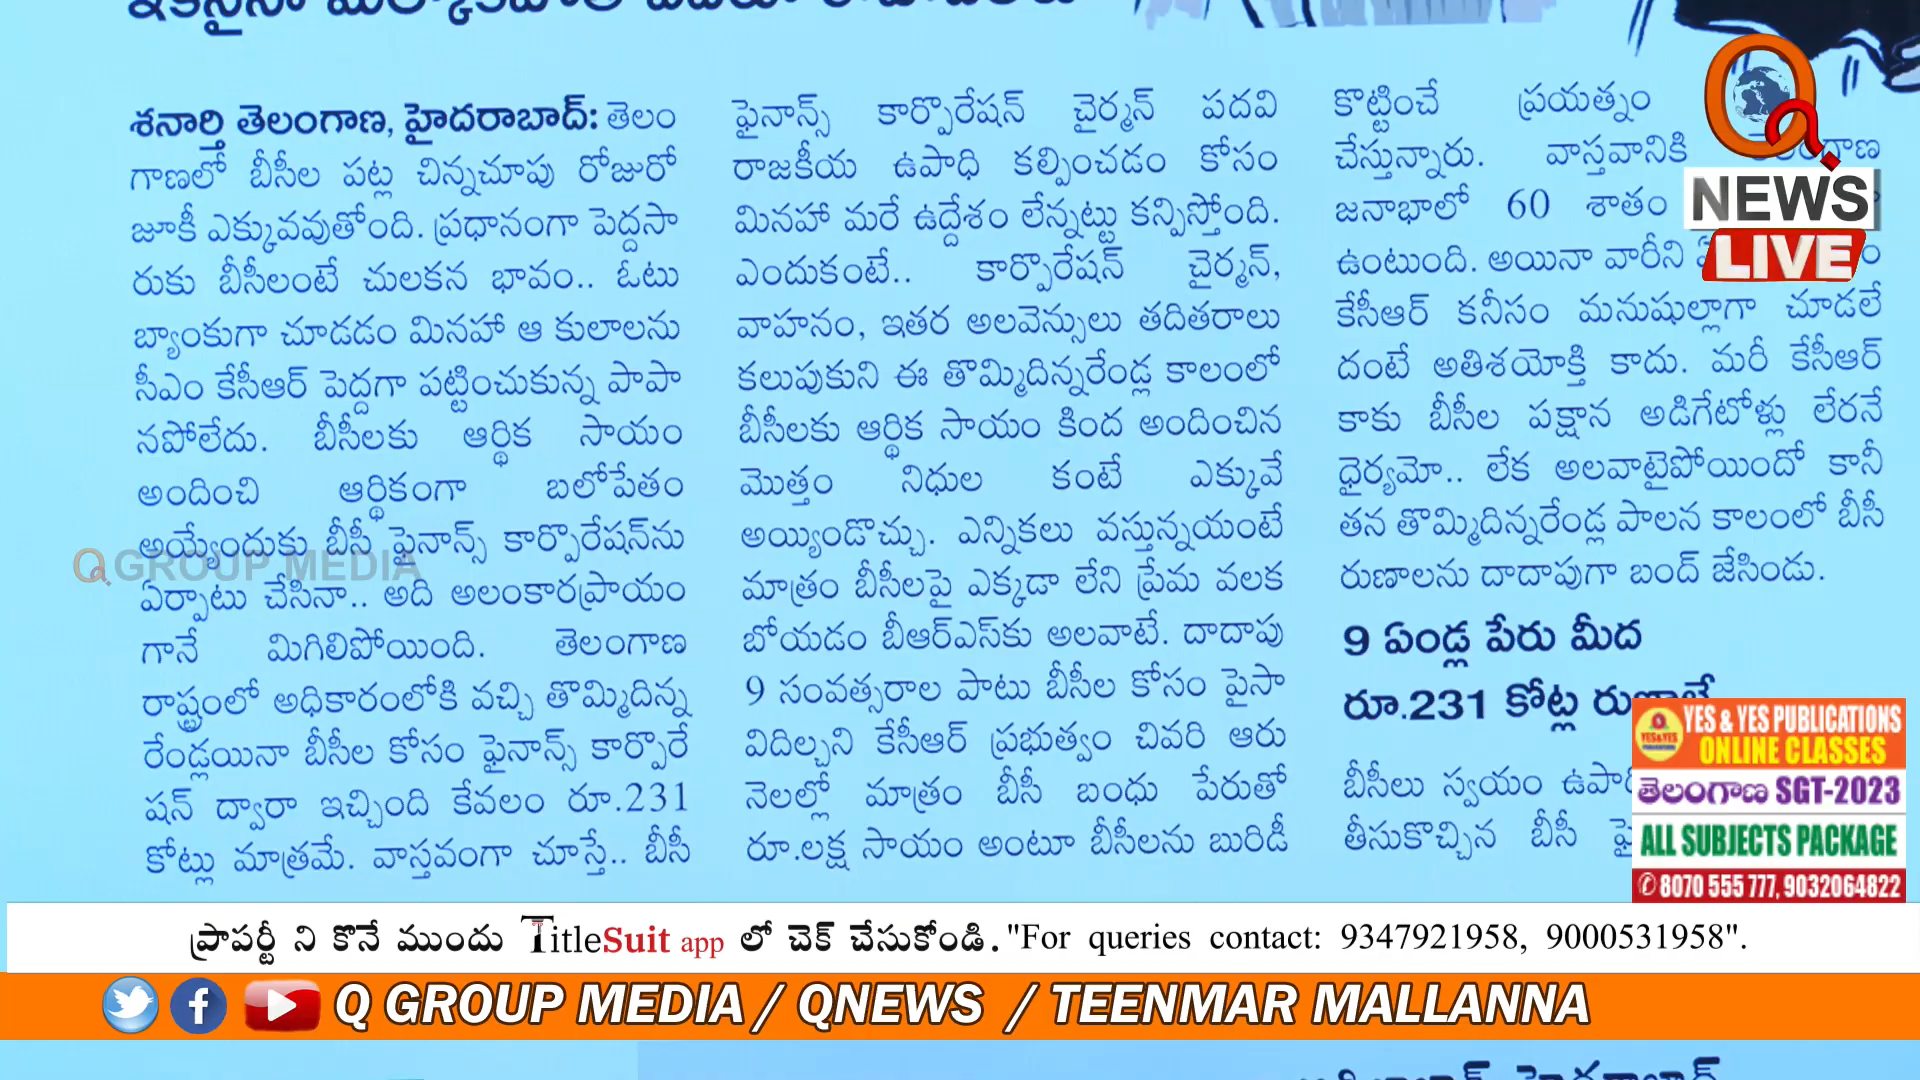 శనార్తి తెలంగాణ, హైదరాబాద్: తెలం
గాణలో బీసీల పట్ల చిన్నచూపు రోజురో
జూకీ ఎక్కువవుతోంది. ప్రధానంగా పెద్దసా
రుకు బీసీలంటే చులకన భావం.. ఓటు
బ్యాంకుగా చూడడం మినహా ఆ కులాలను
సీఎం కేసీఆర్ పెద్దగా పట్టించుకున్న పాపా
నపోలేదు. బీసీలకు ఆర్థిక సాయం
అందించి ఆర్థికంగా బలోపేతం
అయ్యేందుకు బీసీ ఫైనాన్స్ కార్పొరేషన్‌ను
ఏర్పాటు చేసినా.. అది అలంకారప్రాయం
గానే మిగిలిపోయింది. తెలంగాణ
రాష్ట్రంలో అధికారంలోకి వచ్చి తొమ్మిదిన్న
రేండ్లయినా బీసీల కోసం ఫైనాన్స్ కార్పొరే
షన్ ద్వారా ఇచ్చింది కేవలం రూ.231
కోట్లు మాత్రమే. వాస్తవంగా చూస్తే.. బీసీ
ఫైనాన్స్ కార్పొరేషన్ చైర్మన్ పదవి
రాజకీయ ఉపాధి కల్పించడం కోసం
మినహా మరే ఉద్దేశం లేన్నట్టు కన్పిస్తోంది.
ఎందుకంటే.. కార్పొరేషన్ చైర్మన్,
వాహనం, ఇతర అలవెన్సులు తదితరాలు
కలుపుకుని ఈ తొమ్మిదిన్నరేండ్ల కాలంలో
బీసీలకు ఆర్థిక సాయం కింద అందించిన
మొత్తం నిధుల కంటే ఎక్కువే
అయ్యిండొచ్చు. ఎన్నికలు వస్తున్నయంటే
మాత్రం బీసీలపై ఎక్కడా లేని ప్రేమ వలక
బోయడం బీఆర్ఎస్‌కు అలవాటే. దాదాపు
9 సంవత్సరాల పాటు బీసీల కోసం పైసా
విదిల్చని కేసీఆర్ ప్రభుత్వం చివరి ఆరు
నెలల్లో మాత్రం బీసీ బంధు పేరుతో
రూ.లక్ష సాయం అంటూ బీసీలను బురిడీ
కొట్టించే ప్రయత్నం
చేస్తున్నారు. వాస్తవానికి
జనాభాలో 60 శాతం
ఉంటుంది. అయినా వారీని
కేసీఆర్ కనీసం మనుషుల్లాగా చూడలే
దంటే అతిశయోక్తి కాదు. మరీ కేసీఆర్
కాకు బీసీల పక్షాన అడిగేటోళ్లు లేరనే
ధైర్యమో.. లేక అలవాటైపోయిందో కానీ
తన తొమ్మిదిన్నరేండ్ల పాలన కాలంలో బీసీ
రుణాలను దాదాపుగా బంద్ జేసిండు.
9 ఏండ్ల పేరు మీద
రూ.231 కోట్ల
బీసీలు స్వయం
తీసుకొచ్చిన బీసీ
Q GROUP MEDIA
Q
NEWS
LIVE
YES & YES PUBLICATIONS
ONLINE CLASSES
తెలంగాణ SGT-2023
ALL SUBJECTS PACKAGE
8070 555 777, 9032064822
ప్రాపర్టీ ని కొనే ముందు TitleSuit app లో చెక్ చేసుకోండి. "For queries contact: 9347921958, 9000531958".
Q GROUP MEDIA / QNEWS / TEENMAR MALLANNA